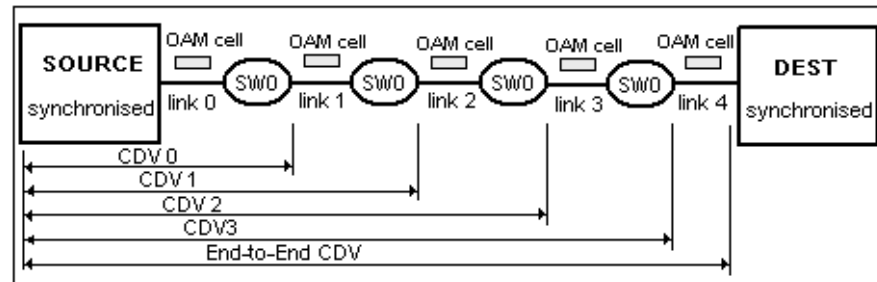 OAM cell OAM cell OAM cell OAM cell OAM cell
SOURCE DEST
SW0 SW0 SW0 SW0
synchronised link 0 link 1 link 2 link 3 link 4 synchronised
CDV 0
CDV 1
CDV 2
CDV3
End-to-End CDV